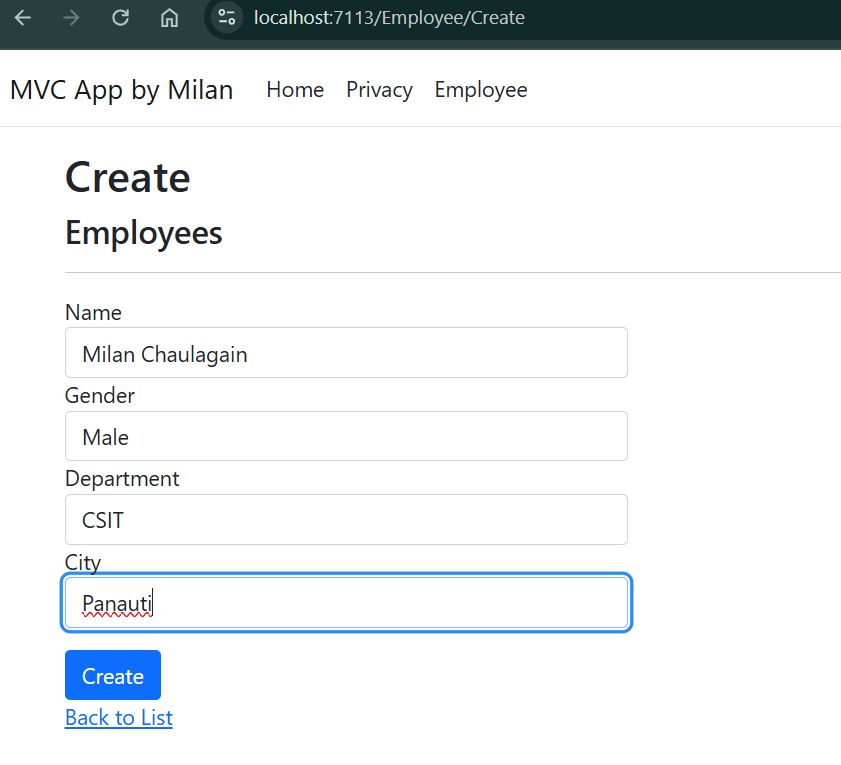 localhost:7113/Employee/Create
MVC App by Milan Home Privacy Employee
Create
Employees
Name
Milan Chaulagain
Gender
Male
Department
CSIT
City
Panauti
Create
Back to List